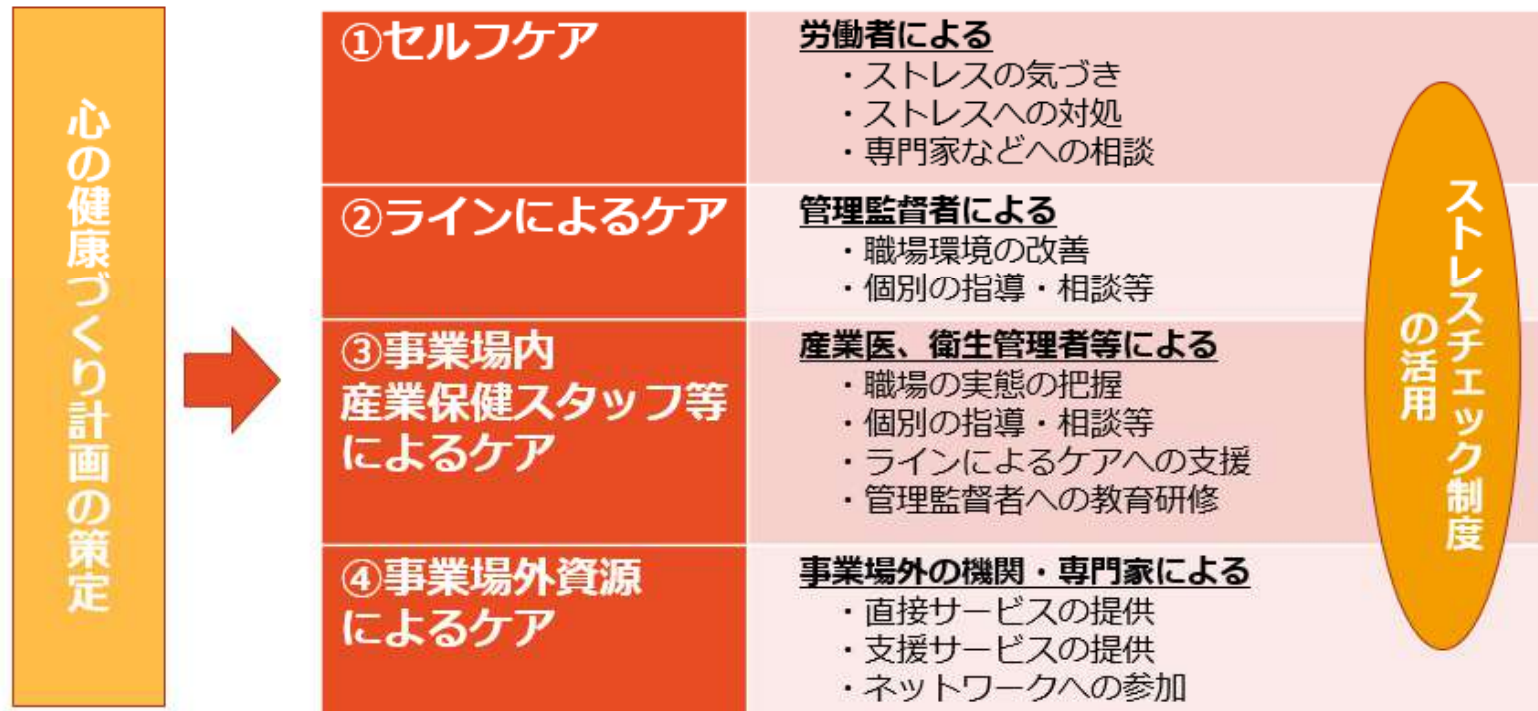 心の健康づくり計画の策定
①セルフケア
労働者による
・ストレスの気づき
・ストレスへの対処
・専門家などへの相談
②ラインによるケア
管理監督者による
・職場環境の改善
・個別の指導・相談等
③事業場内
産業保健スタッフ等
によるケア
産業医、衛生管理者等による
・職場の実態の把握
・個別の指導・相談等
・ラインによるケアへの支援
・管理監督者への教育研修
④事業場外資源
によるケア
事業場外の機関・専門家による
・直接サービスの提供
・支援サービスの提供
・ネットワークへの参加
ストレスチェック制度
の活用